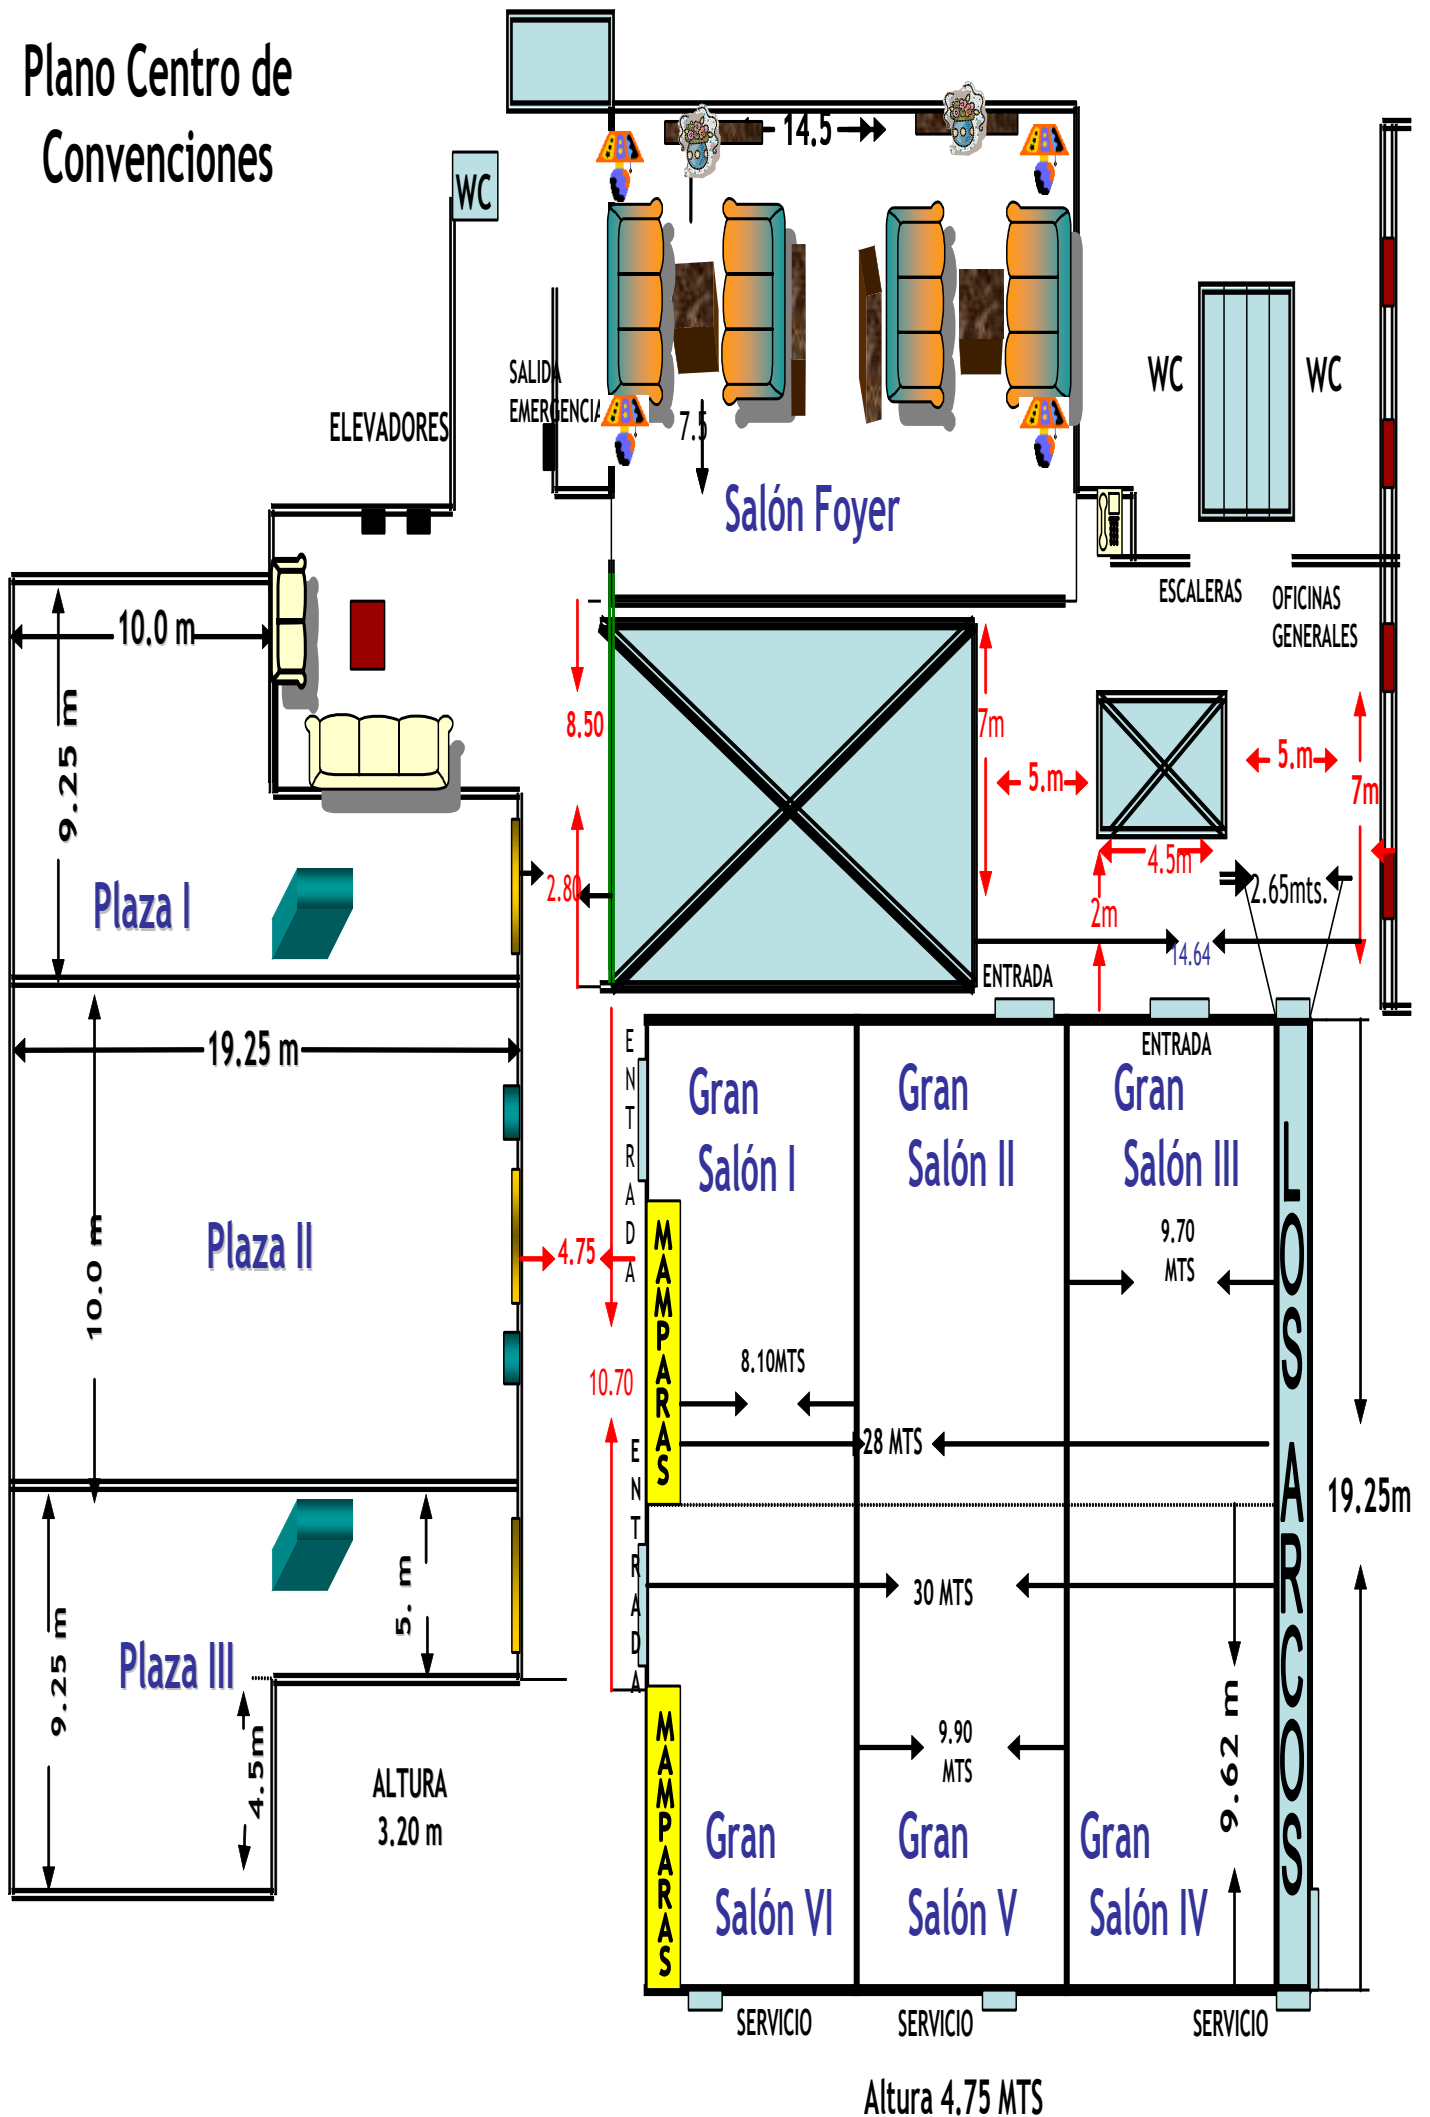 Plano Centro de
Convenciones
14.5
WC
SALIDA
EMERGENCIA
ELEVADORES
7.5
WC
WC
Salón Foyer
ESCALERAS
OFICINAS
GENERALES
10.0 m
9.25 m
8.50
7m
5.m
5.m
7m
4.5m
2.80
2.65mts.
2m
14.64
Plaza I
ENTRADA
ENTRADA
ENTRADA
19.25 m
10.0 m
Plaza II
4.75
10.70
Gran
Salón I
Gran
Salón II
Gran
Salón III
MAMPARAS
9.70
MTS
8.10MTS
28 MTS
LOS ARCOS
19.25m
ENTRADA
30 MTS
9.25 m
5. m
Plaza III
4.5m
ALTURA
3.20 m
MAMPARAS
9.90
MTS
9.62 m
Gran
Salón VI
Gran
Salón V
Gran
Salón IV
SERVICIO
SERVICIO
SERVICIO
Altura 4.75 MTS